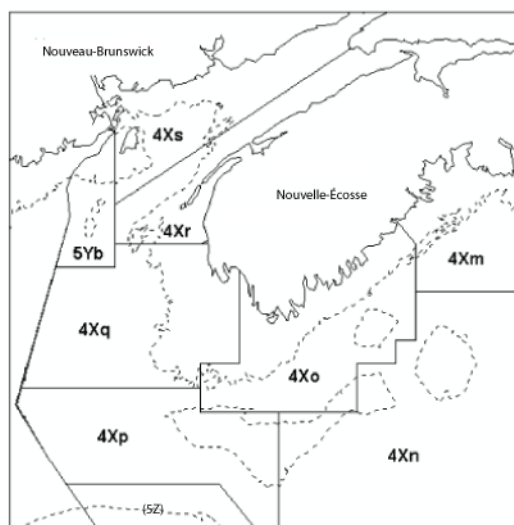 Nouveau-Brunswick
4Xs
Nouvelle-Écosse
4Xr
5Yb
4Xm
4Xq
4Xo
4Xp
4Xn
(5Z)